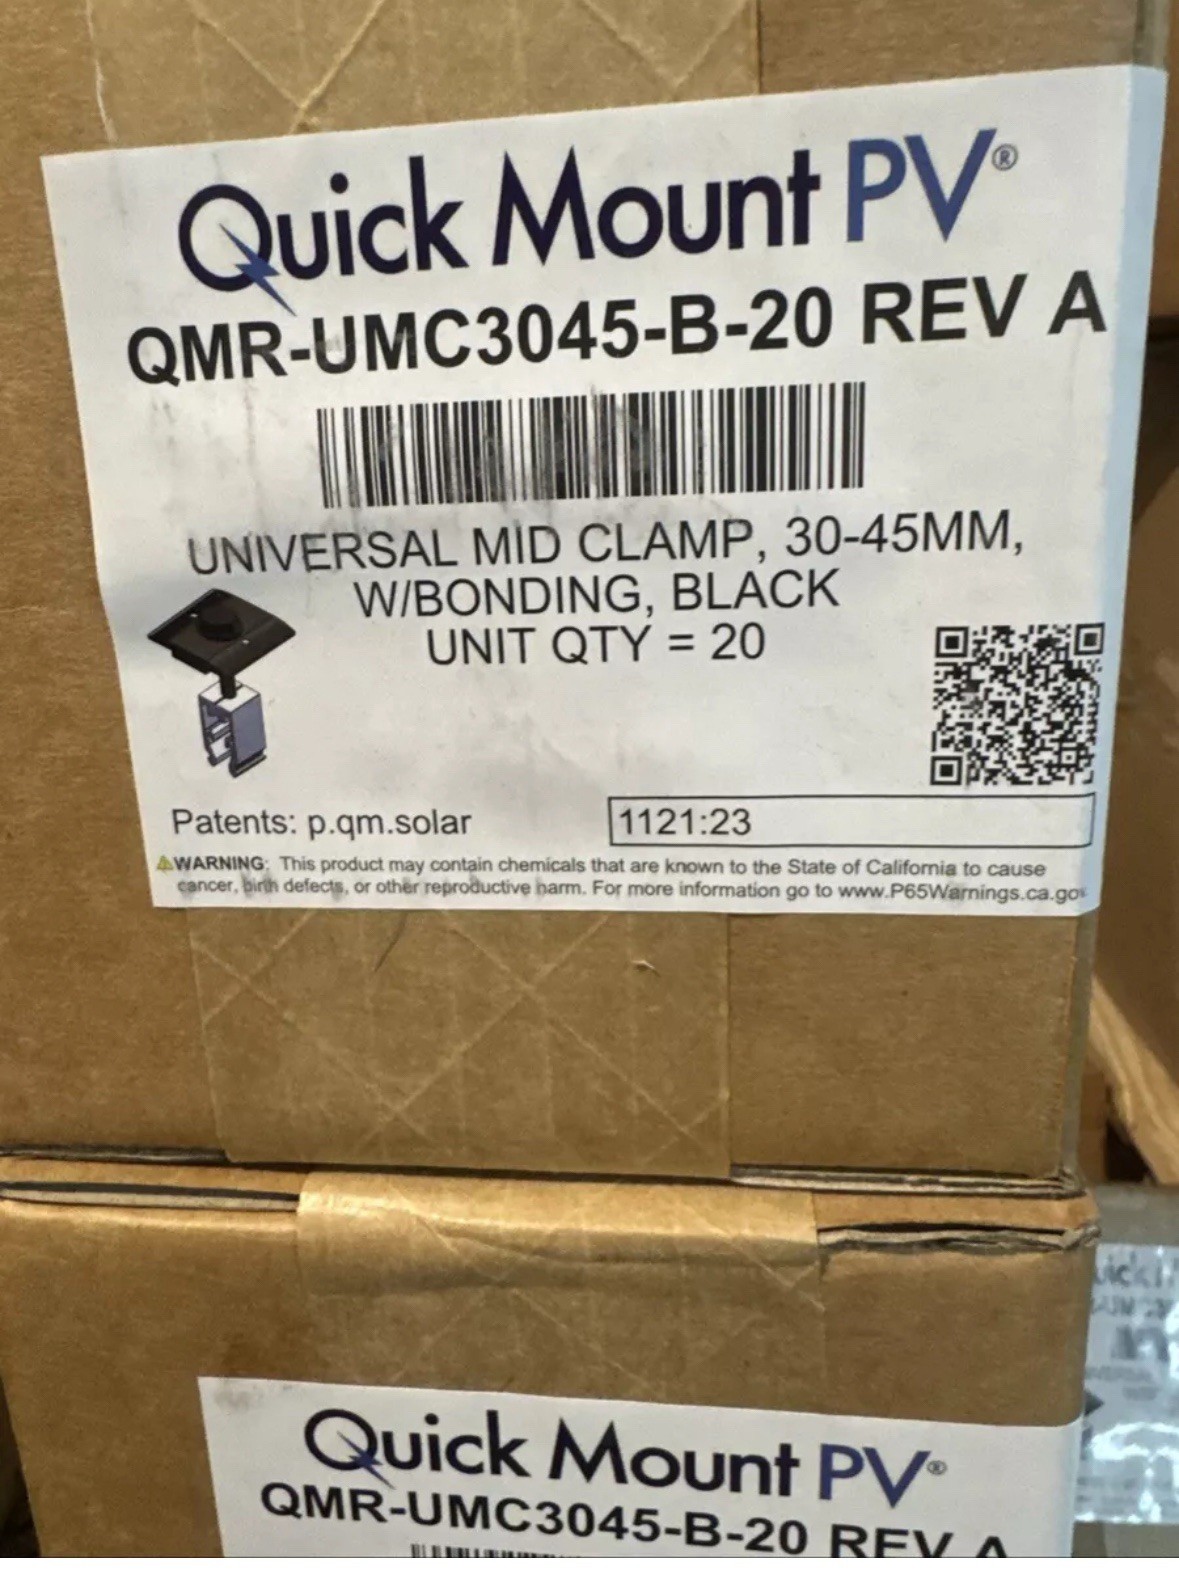 Quick Mount PV®
QMR-UMC3045-B-20 REV A
UNIVERSAL MID CLAMP, 30-45MM,
W/BONDING, BLACK
UNIT QTY = 20
Patents: p.qm.solar
1121:23
⚠WARNING: This product may contain chemicals that are known to the State of California to cause
cancer, birth defects, or other reproductive harm. For more information go to www.P65Warnings.ca.gov
Quick Mount PV®
QMR-UMC3045-B-20 REV A